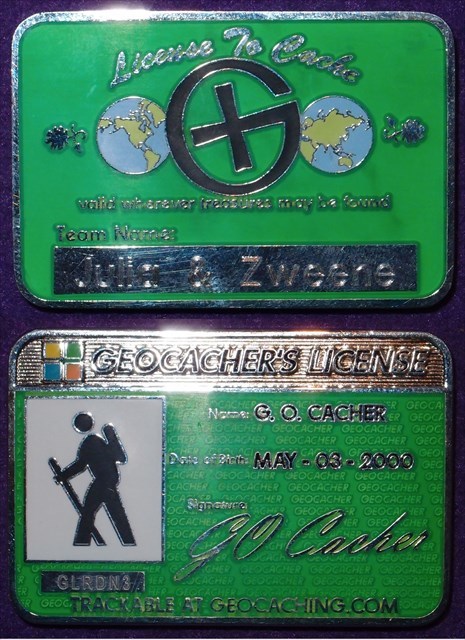 License To Cache
valid wherever treasures may be found
Team Name:
Julia & Zweene
GEOCACHER'S LICENSE
Name: G. O. CACHER
Date of Birth: MAY - 03 - 2000
Signature:
GO Cacher
GLRDN3
TRACKABLE AT GEOCACHING.COM